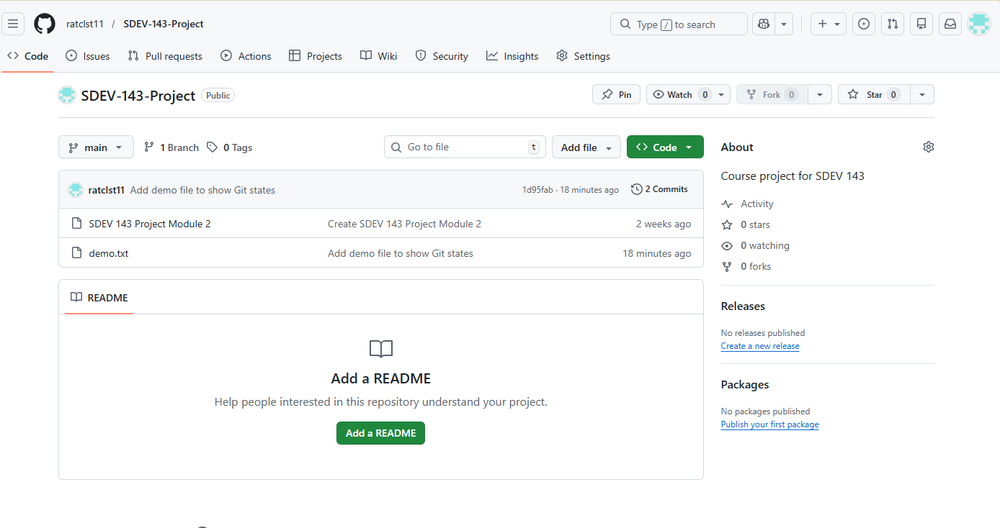 ratclst11 / SDEV-143-Project
Type / to search
Code Issues Pull requests Actions Projects Wiki Security Insights Settings
SDEV-143-Project Public
Pin Watch 0 Fork 0 Star 0
main 1 Branch 0 Tags
Go to file t
Add file Code
ratclst11 Add demo file to show Git states 1d95fab · 18 minutes ago 2 Commits
SDEV 143 Project Module 2 Create SDEV 143 Project Module 2 2 weeks ago
demo.txt Add demo file to show Git states 18 minutes ago
README
Add a README
Help people interested in this repository understand your project.
Add a README
About
Course project for SDEV 143
Activity
0 stars
0 watching
0 forks
Releases
No releases published
Create a new release
Packages
No packages published
Publish your first package